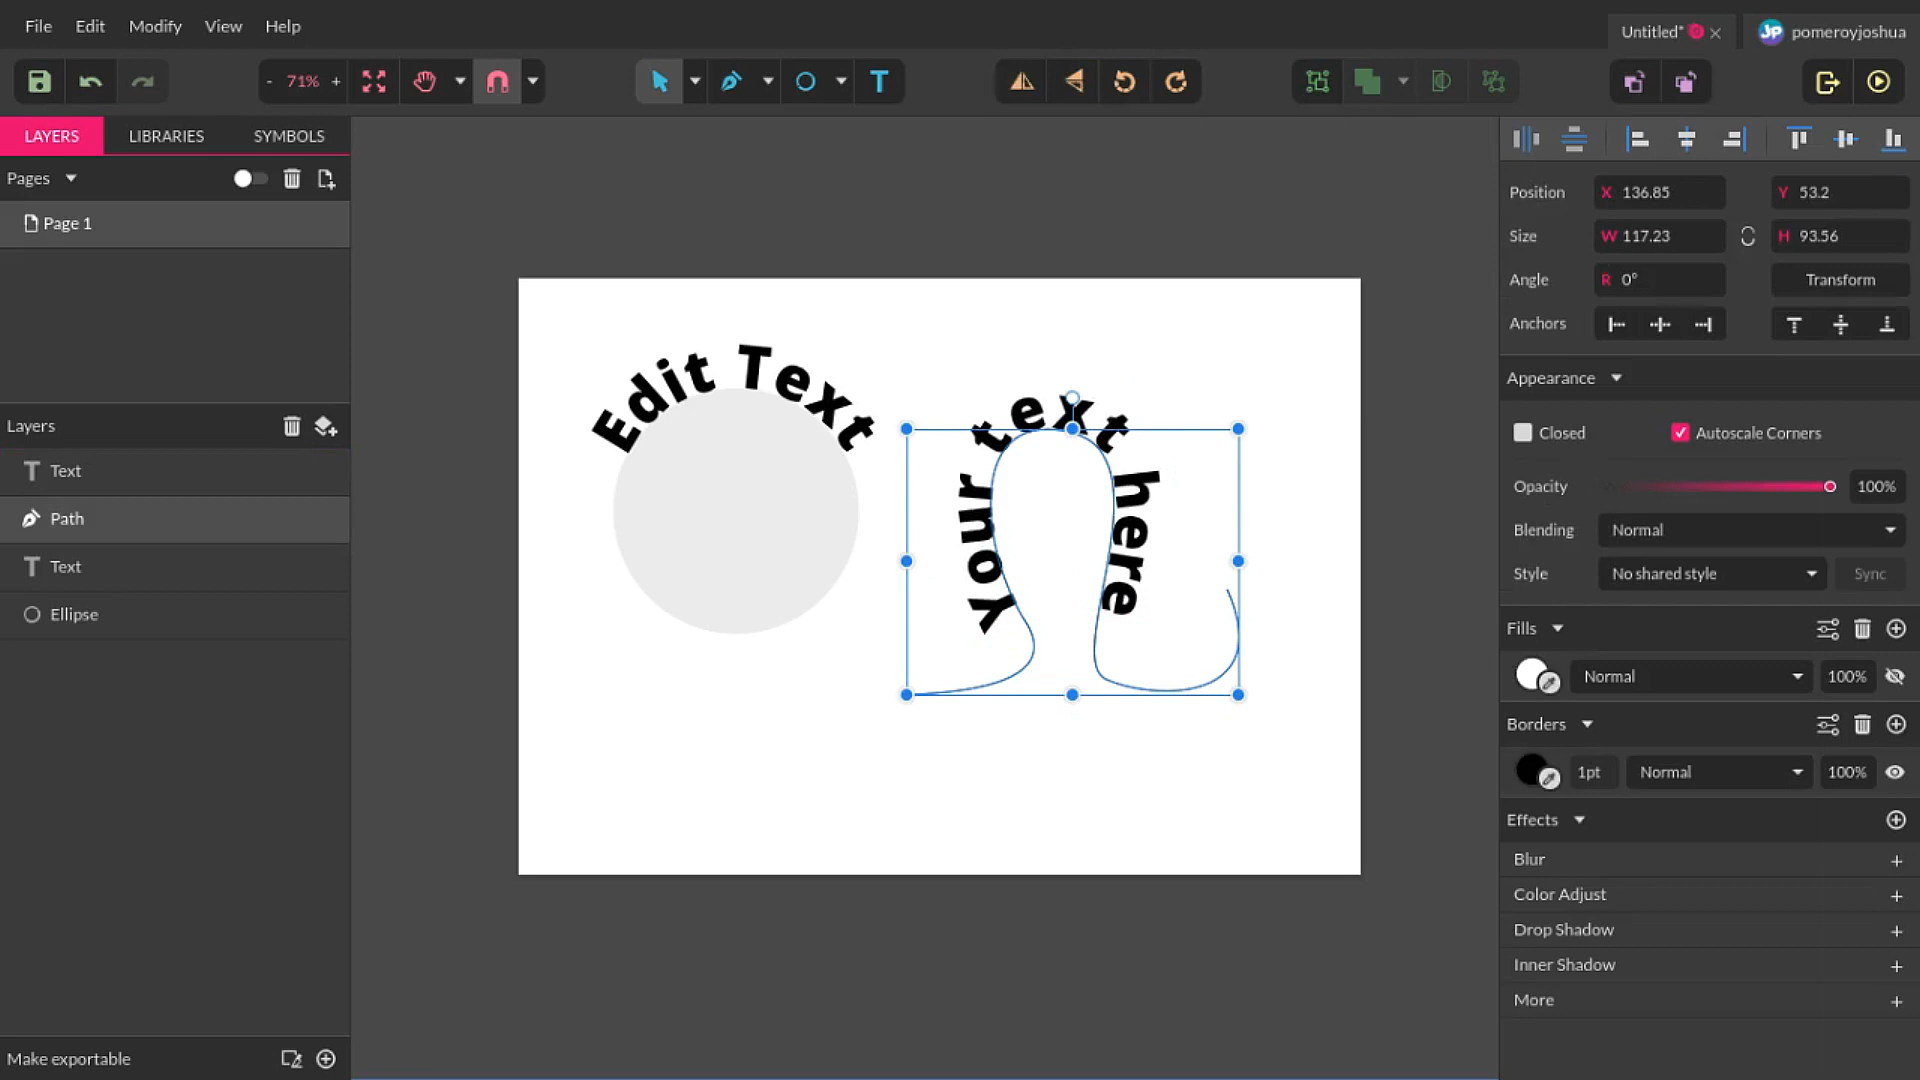 File Edit Modify View Help
Untitled* × JP pomeroyjoshua
- 71% + T
LAYERS LIBRARIES SYMBOLS
Pages
Page 1
Layers
Text
Path
Text
Ellipse
Make exportable
Edit Text
Your text here
Position X 136.85 Y 53.2
Size W 117.23 H 93.56
Angle R 0° Transform
Anchors
Appearance
Closed Autoscale Corners
Opacity 100%
Blending Normal
Style No shared style Sync
Fills
Normal 100%
Borders
1pt Normal 100%
Effects
Blur +
Color Adjust +
Drop Shadow +
Inner Shadow +
More +